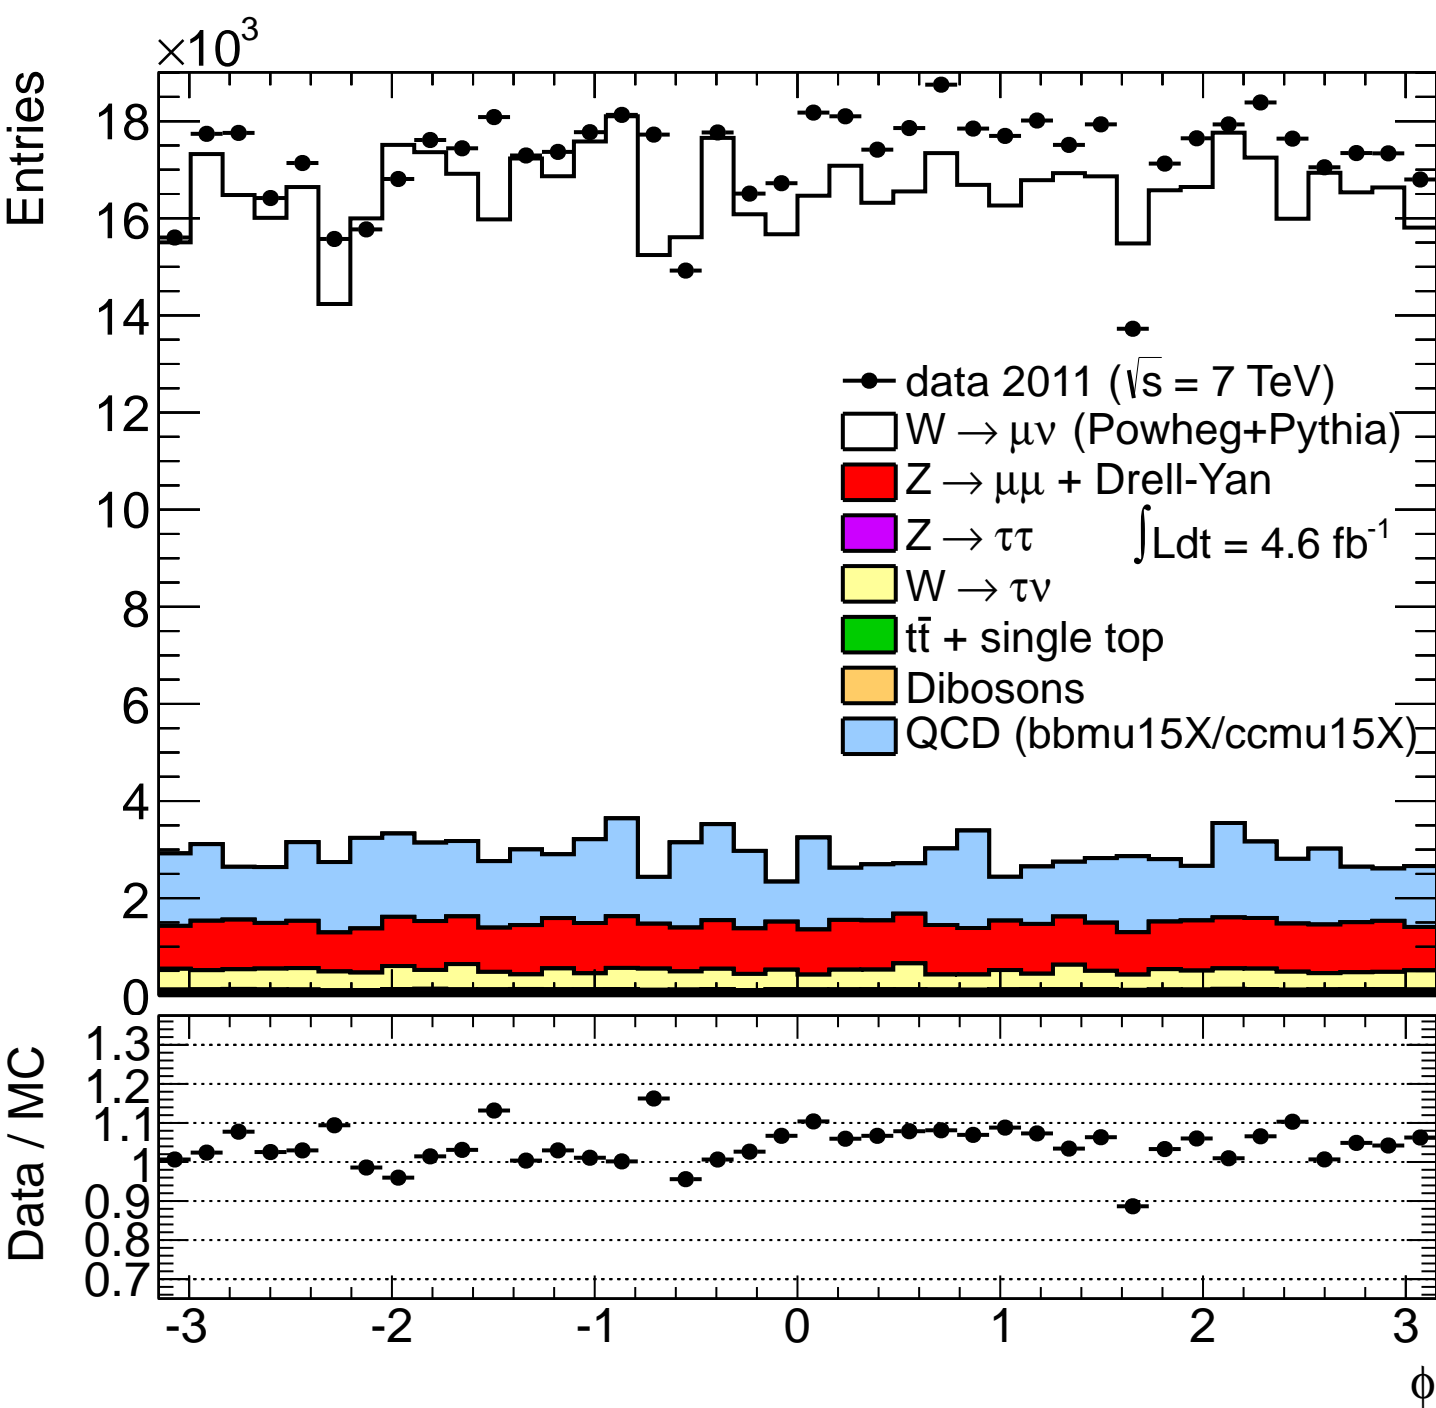 ×10³
Entries
18
16
14
12
10
8
6
4
2
0
data 2011 (√s = 7 TeV)
W → μν (Powheg+Pythia)
Z → μμ + Drell-Yan
Z → ττ
∫Ldt = 4.6 fb⁻¹
W → τν
tt̄ + single top
Dibosons
QCD (bbmu15X/ccmu15X)
Data / MC
1.3
1.2
1.1
1
0.9
0.8
0.7
-3 -2 -1 0 1 2 3
ϕ